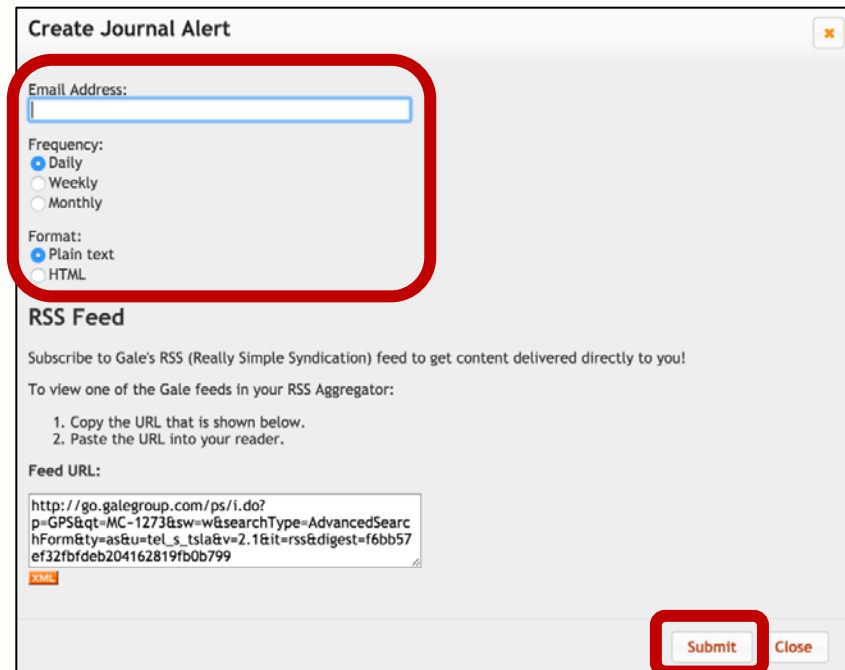 Create Journal Alert
×
Email Address:
Frequency:
Daily
Weekly
Monthly
Format:
Plain text
HTML
RSS Feed
Subscribe to Gale's RSS (Really Simple Syndication) feed to get content delivered directly to you!
To view one of the Gale feeds in your RSS Aggregator:
1. Copy the URL that is shown below.
2. Paste the URL into your reader.
Feed URL:
http://go.galegroup.com/ps/i.do?
p=GPS&qt=MC-1273&sw=w&searchType=AdvancedSearc
hForm&ty=as&u=tel_s_tsla&v=2.1&it=rss&digest=f6bb57
ef32fbfdeb204162819fb0b799
XML
Submit Close